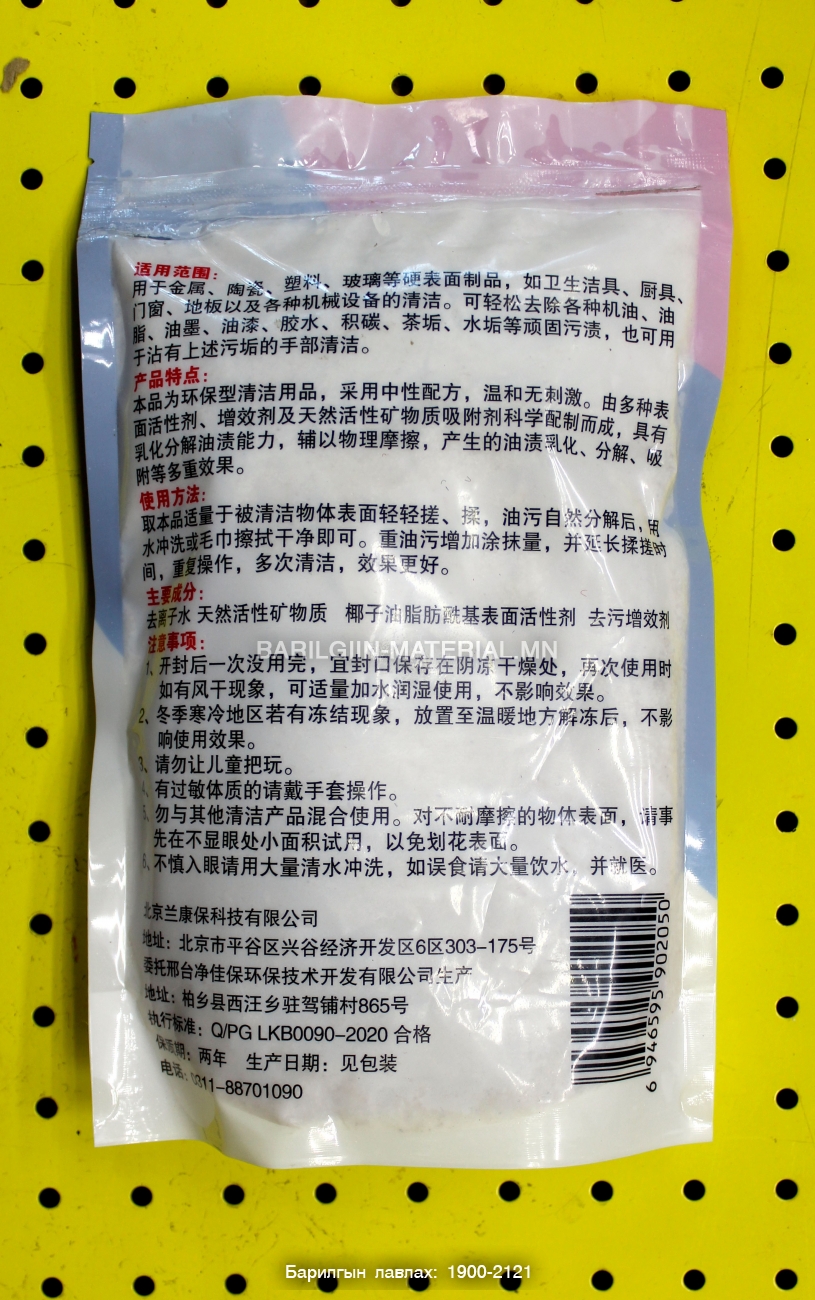 适用范围：
用于金属、陶瓷、塑料、玻璃等硬表面制品，如卫生洁具、厨具、
门窗、地板以及各种机械设备的清洁。可轻松去除各种机油、油
脂、油墨、油漆、胶水、积碳、茶垢、水垢等顽固污渍，也可用
于沾有上述污垢的手部清洁。
产品特点：
本品为环保型清洁用品，采用中性配方，温和无刺激。由多种表
面活性剂、增效剂及天然活性矿物质吸附剂科学配制而成，具有
乳化分解油渍能力，辅以物理摩擦，产生的油渍乳化、分解、吸
附等多重效果。
使用方法：
取本品适量于被清洁物体表面轻轻搓、揉，油污自然分解后，用
水冲洗或毛巾擦拭干净即可。重油污增加涂抹量，并延长揉搓时
间，重复操作，多次清洁，效果更好。
主要成分：
去离子水 天然活性矿物质 椰子油脂肪酰基表面活性剂 去污增效剂
注意事项：
BARILGIIN-MATERIAL.MN
1、开封后一次没用完，宜封口保存在阴凉干燥处，再次使用时
如有风干现象，可适量加水润湿使用，不影响效果。
2、冬季寒冷地区若有冻结现象，放置至温暖地方解冻后，不影
响使用效果。
3、请勿让儿童把玩。
4、有过敏体质的请戴手套操作。
5、勿与其他清洁产品混合使用。对不耐摩擦的物体表面，请事
先在不显眼处小面积试用，以免划花表面。
6、不慎入眼请用大量清水冲洗，如误食请大量饮水，并就医。
北京兰康保科技有限公司
地址：北京市平谷区兴谷经济开发区6区303-175号
委托邢台净佳保环保技术开发有限公司生产
地址：柏乡县西汪乡驻驾铺村865号
执行标准：Q/PG LKB0090-2020 合格
保质期：两年 生产日期：见包装
电话：0311-88701090
6 946595 902050
Барилгын лавлах: 1900-2121